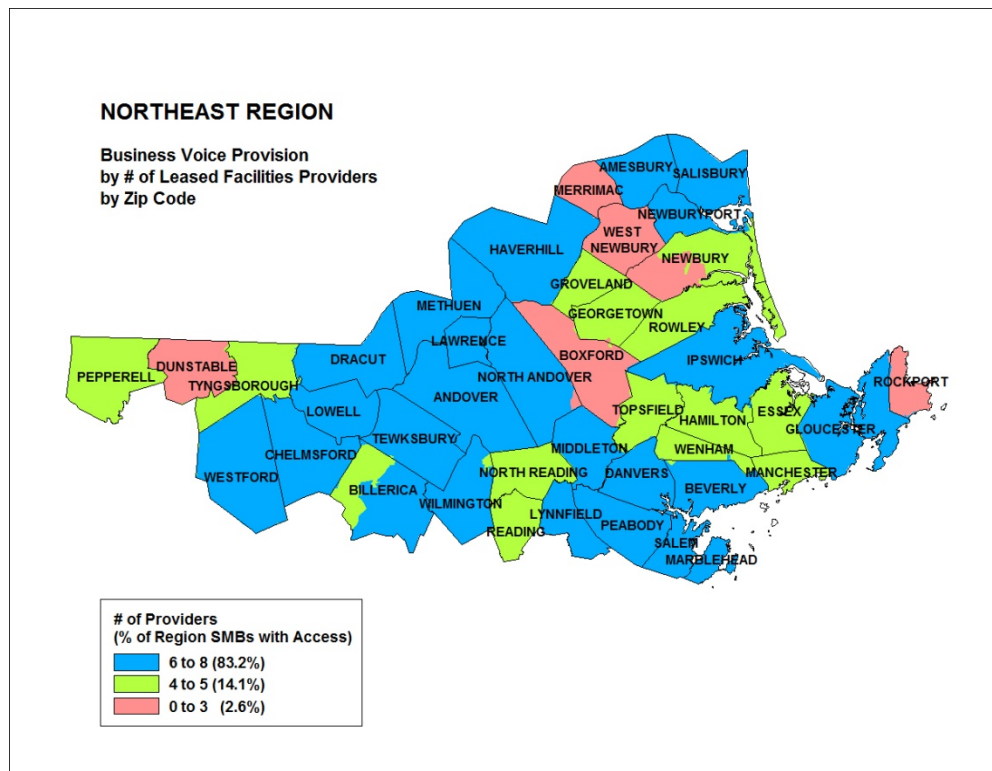 NORTHEAST REGION
Business Voice Provision
by # of Leased Facilities Providers
by Zip Code
AMESBURY
SALISBURY
MERRIMAC
NEWBURYPORT
WEST
NEWBURY
HAVERHILL
NEWBURY
GROVELAND
METHUEN
GEORGETOWN
ROWLEY
LAWRENCE
DRACUT
BOXFORD
IPSWICH
DUNSTABLE
PEPPERELL
NORTH ANDOVER
ROCKPORT
TYNGSBOROUGH
ANDOVER
LOWELL
TOPSFIELD
ESSEX
HAMILTON
GLOUCESTER
TEWKSBURY
MIDDLETON
WENHAM
CHELMSFORD
NORTH READING
DANVERS
MANCHESTER
WESTFORD
BILLERICA
BEVERLY
WILMINGTON
LYNNFIELD
PEABODY
READING
SALEM
MARBLEHEAD
# of Providers
(% of Region SMBs with Access)
6 to 8 (83.2%)
4 to 5 (14.1%)
0 to 3 (2.6%)